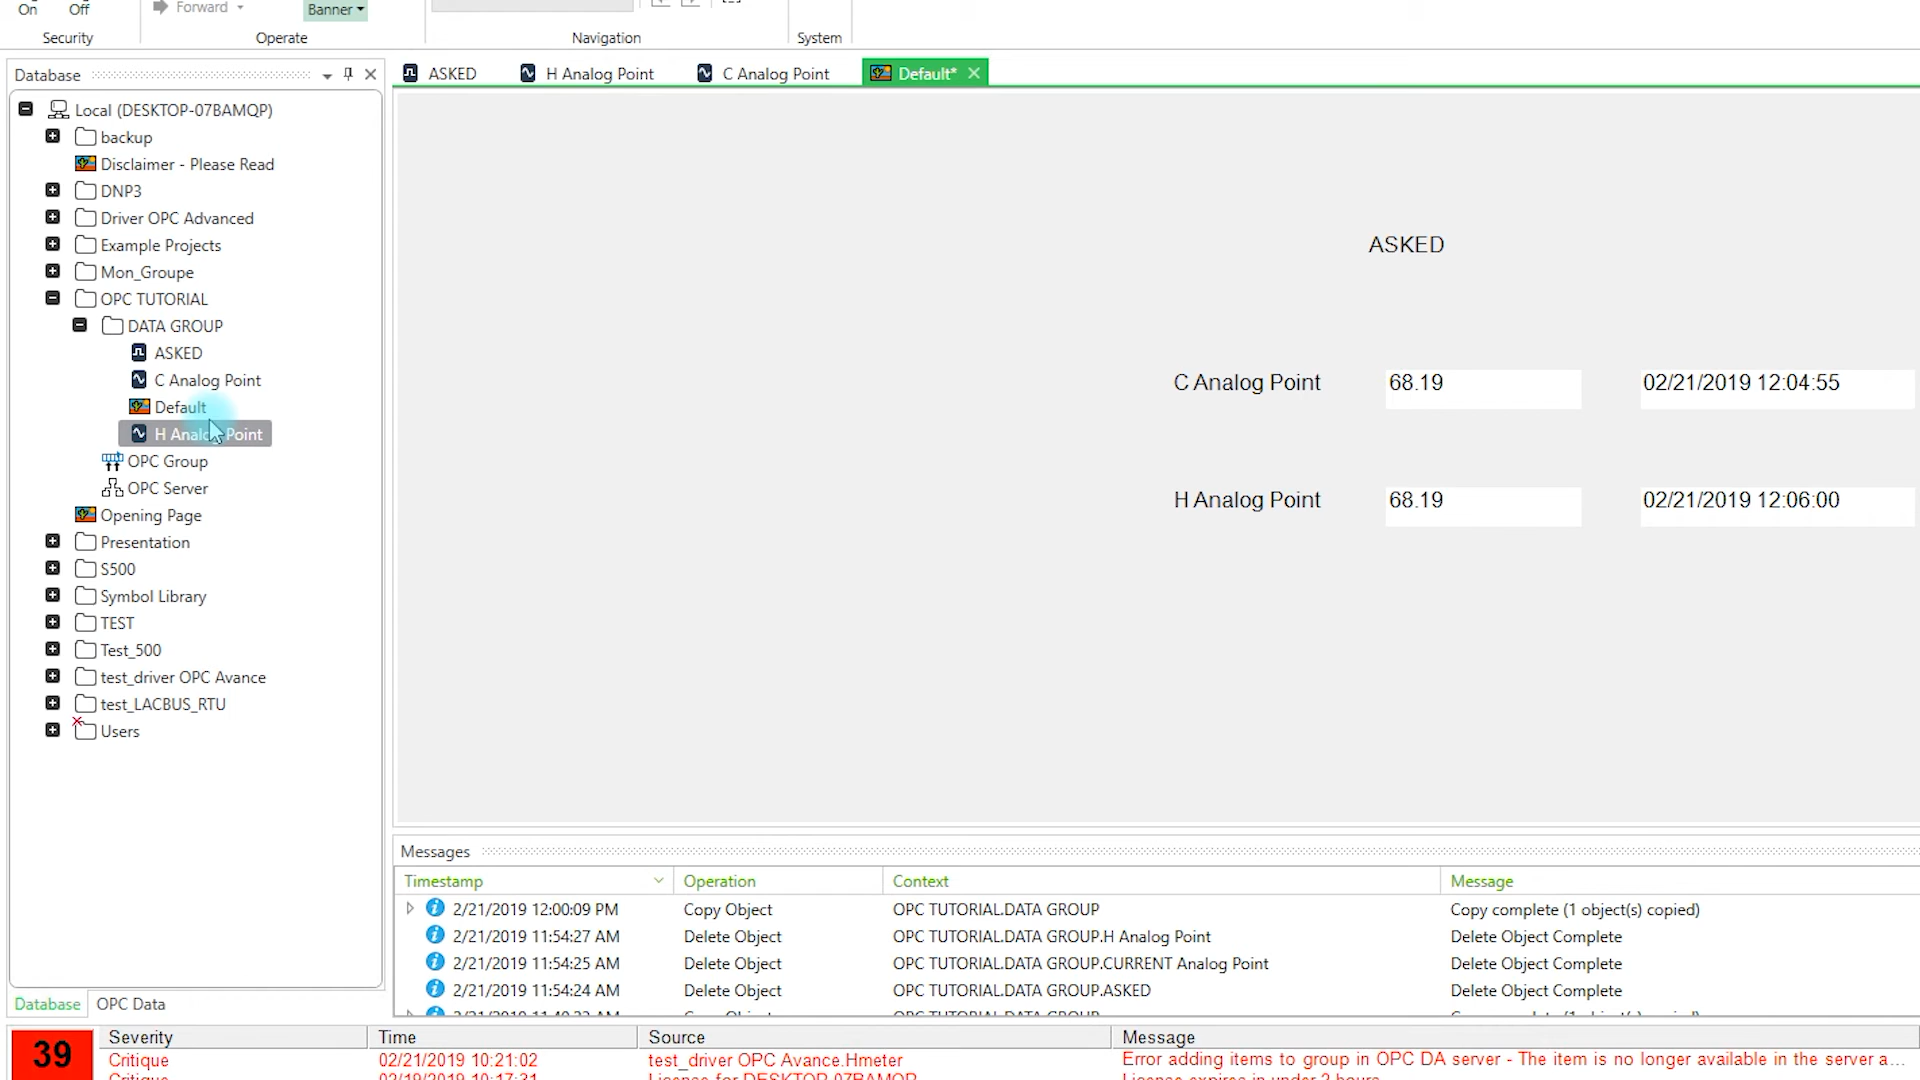 On Off Forward Banner
Security Operate Navigation System
Database
ASKED H Analog Point C Analog Point Default*
Local (DESKTOP-07BAMQP)
backup
Disclaimer - Please Read
DNP3
Driver OPC Advanced
Example Projects
Mon_Groupe
OPC TUTORIAL
DATA GROUP
ASKED
C Analog Point
Default
H Analog Point
OPC Group
OPC Server
Opening Page
Presentation
S500
Symbol Library
TEST
Test_500
test_driver OPC Avance
test_LACBUS_RTU
Users
Database OPC Data
ASKED
C Analog Point 68.19 02/21/2019 12:04:55
H Analog Point 68.19 02/21/2019 12:06:00
Messages
Timestamp Operation Context Message
2/21/2019 12:00:09 PM Copy Object OPC TUTORIAL.DATA GROUP Copy complete (1 object(s) copied)
2/21/2019 11:54:27 AM Delete Object OPC TUTORIAL.DATA GROUP.H Analog Point Delete Object Complete
2/21/2019 11:54:25 AM Delete Object OPC TUTORIAL.DATA GROUP.CURRENT Analog Point Delete Object Complete
2/21/2019 11:54:24 AM Delete Object OPC TUTORIAL.DATA GROUP.ASKED Delete Object Complete
39 Severity Time Source Message
Critique 02/21/2019 10:21:02 test_driver OPC Avance.Hmeter Error adding items to group in OPC DA server - The item is no longer available in the server a...